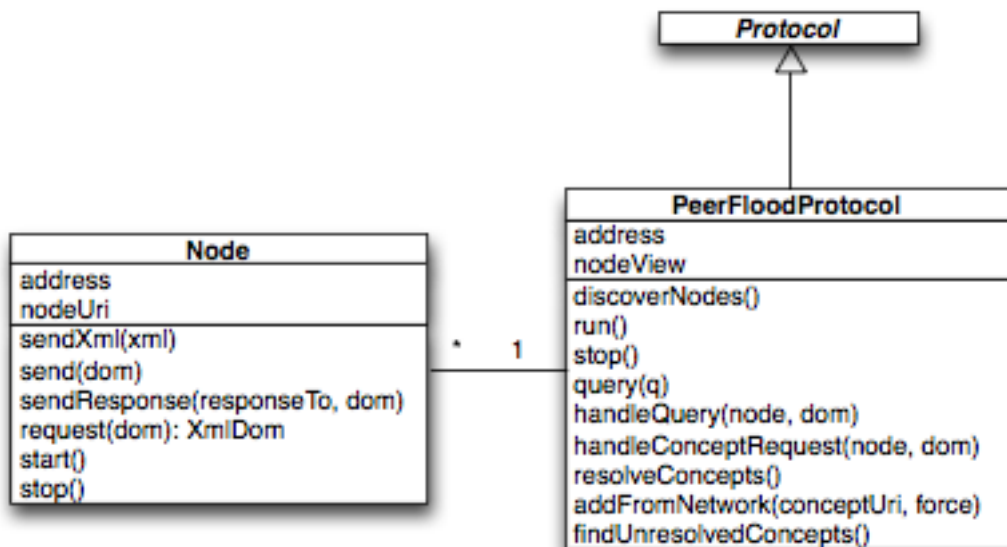 Protocol
PeerFloodProtocol
address
nodeView
discoverNodes()
run()
stop()
query(q)
handleQuery(node, dom)
handleConceptRequest(node, dom)
resolveConcepts()
addFromNetwork(conceptUri, force)
findUnresolvedConcepts()
Node
address
nodeUri
sendXml(xml)
send(dom)
sendResponse(responseTo, dom)
request(dom): XmlDom
start()
stop()
* 1